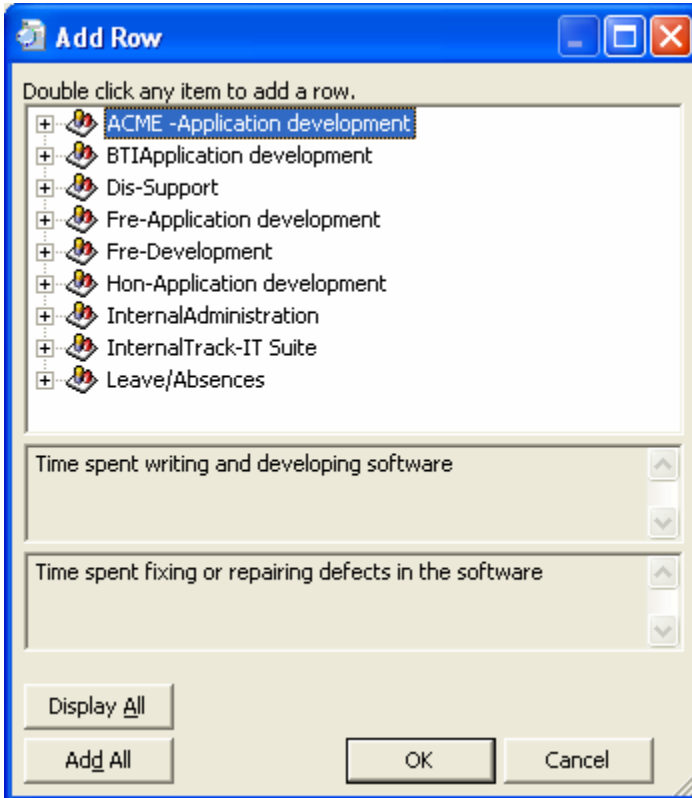 Add Row
Double click any item to add a row.
ACME -Application development
BTIApplication development
Dis-Support
Fre-Application development
Fre-Development
Hon-Application development
InternalAdministration
InternalTrack-IT Suite
Leave/Absences
Time spent writing and developing software
Time spent fixing or repairing defects in the software
Display All
Add All OK Cancel